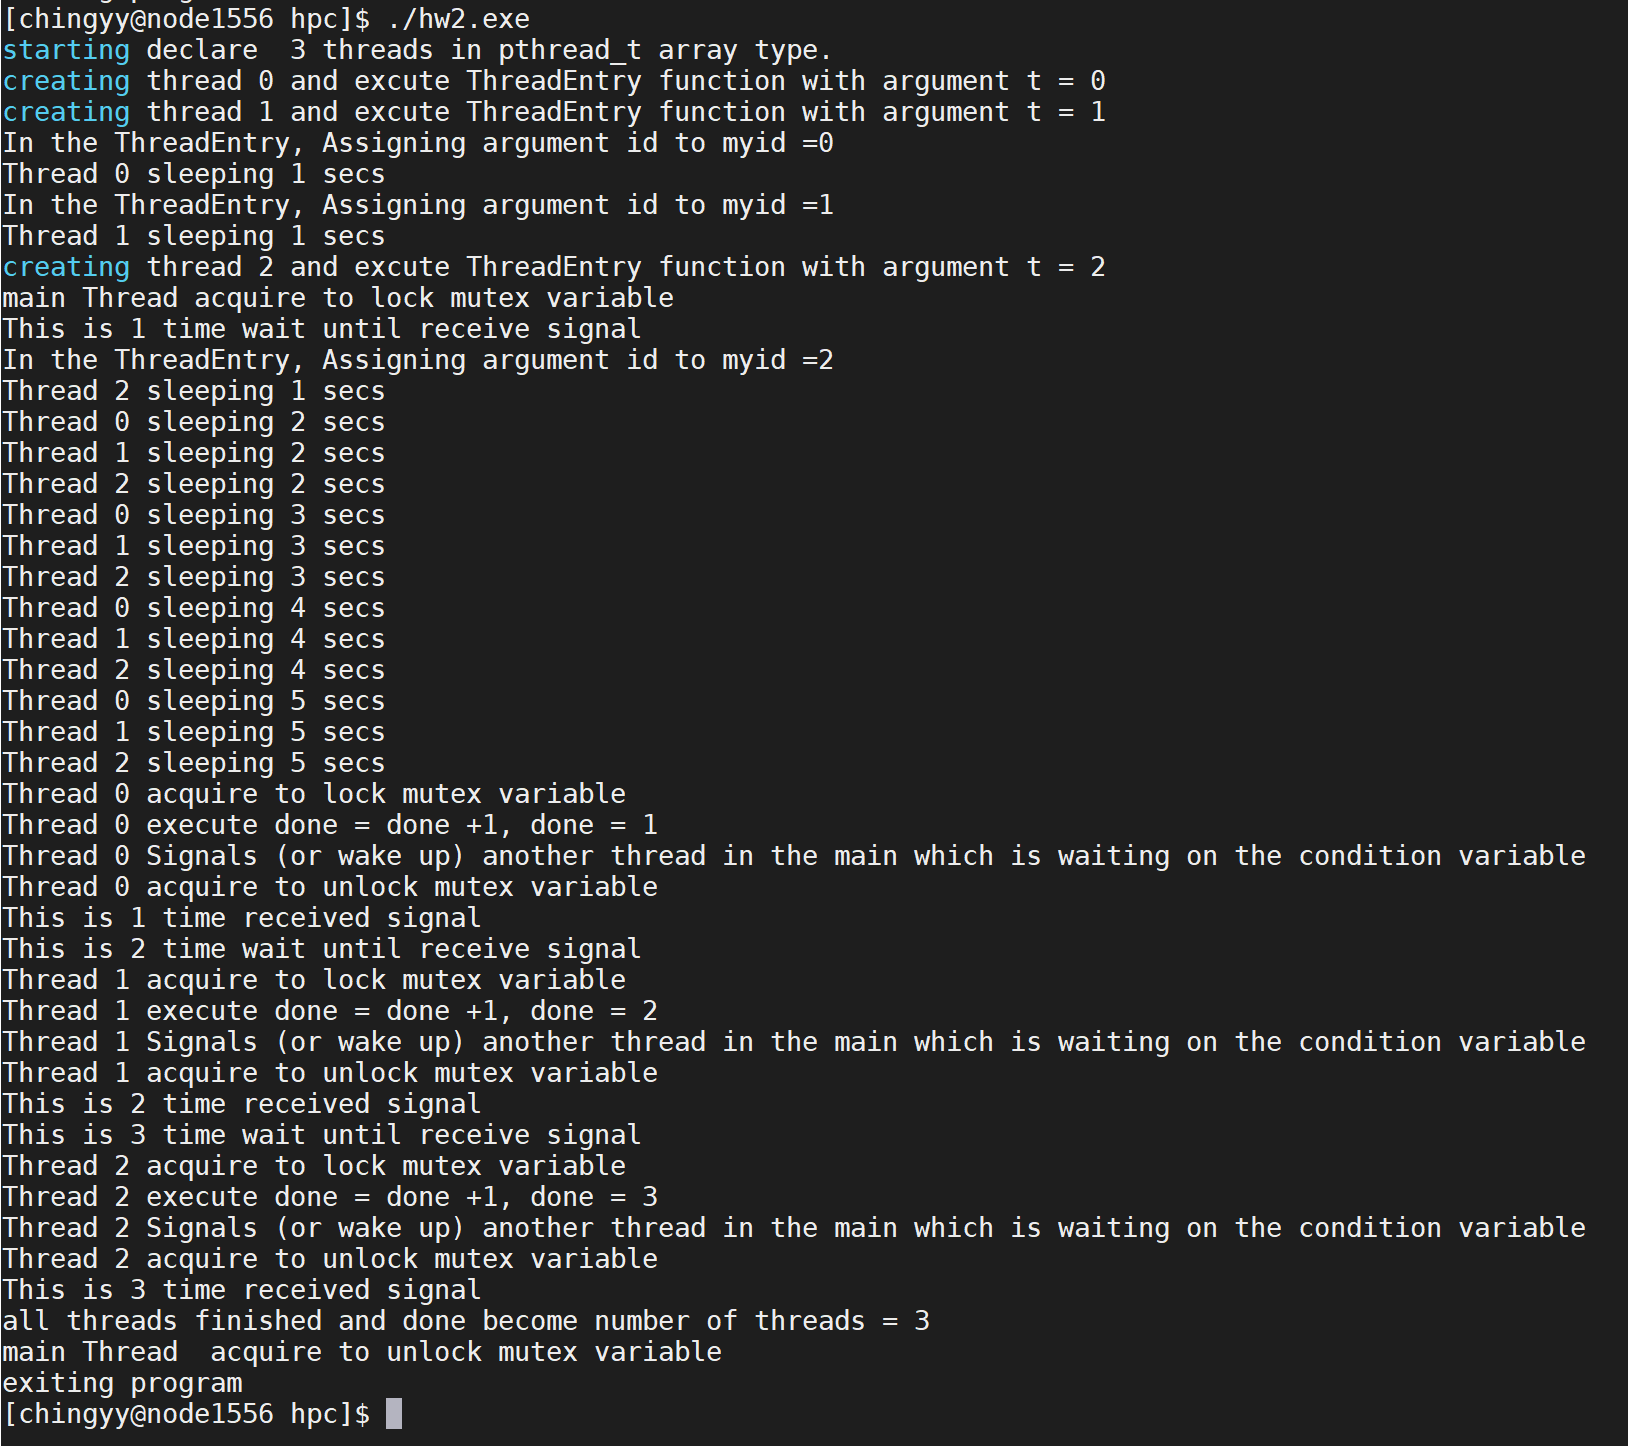 [chingyy@node1556 hpc]$ ./hw2.exe
starting declare  3 threads in pthread_t array type.
creating thread 0 and excute ThreadEntry function with argument t = 0
creating thread 1 and excute ThreadEntry function with argument t = 1
In the ThreadEntry, Assigning argument id to myid =0
Thread 0 sleeping 1 secs
In the ThreadEntry, Assigning argument id to myid =1
Thread 1 sleeping 1 secs
creating thread 2 and excute ThreadEntry function with argument t = 2
main Thread acquire to lock mutex variable
This is 1 time wait until receive signal
In the ThreadEntry, Assigning argument id to myid =2
Thread 2 sleeping 1 secs
Thread 0 sleeping 2 secs
Thread 1 sleeping 2 secs
Thread 2 sleeping 2 secs
Thread 0 sleeping 3 secs
Thread 1 sleeping 3 secs
Thread 2 sleeping 3 secs
Thread 0 sleeping 4 secs
Thread 1 sleeping 4 secs
Thread 2 sleeping 4 secs
Thread 0 sleeping 5 secs
Thread 1 sleeping 5 secs
Thread 2 sleeping 5 secs
Thread 0 acquire to lock mutex variable
Thread 0 execute done = done +1, done = 1
Thread 0 Signals (or wake up) another thread in the main which is waiting on the condition variable
Thread 0 acquire to unlock mutex variable
This is 1 time received signal
This is 2 time wait until receive signal
Thread 1 acquire to lock mutex variable
Thread 1 execute done = done +1, done = 2
Thread 1 Signals (or wake up) another thread in the main which is waiting on the condition variable
Thread 1 acquire to unlock mutex variable
This is 2 time received signal
This is 3 time wait until receive signal
Thread 2 acquire to lock mutex variable
Thread 2 execute done = done +1, done = 3
Thread 2 Signals (or wake up) another thread in the main which is waiting on the condition variable
Thread 2 acquire to unlock mutex variable
This is 3 time received signal
all threads finished and done become number of threads = 3
main Thread  acquire to unlock mutex variable
exiting program
[chingyy@node1556 hpc]$